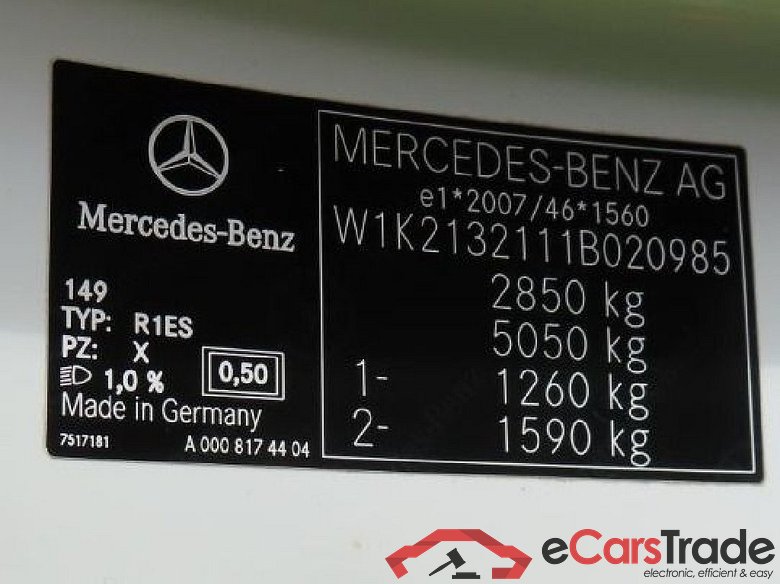 Mercedes-Benz
149
TYP: R1ES
PZ: X
1,0 %
0,50
Made in Germany
7517181 A 000 817 44 04
MERCEDES-BENZ AG
e1*2007/46*1560
W1K2132111B020985
2850 kg
5050 kg
1- 1260 kg
2- 1590 kg
eCarsTrade
electronic, efficient & easy